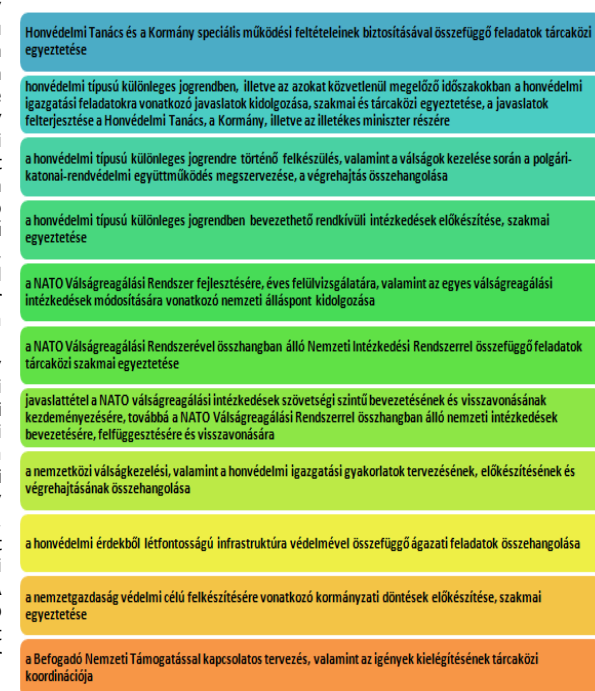 Honvédelmi Tanács és a Kormány speciális működési feltételeinek biztosításával összefüggő feladatok tárcaközi
egyeztetése
honvédelmi típusú különleges jogrendben, illetve az azokat közvetlenül megelőző időszakokban a honvédelmi
igazgatási feladatokra vonatkozó javaslatok kidolgozása, szakmai és tárcaközi egyeztetése, a javaslatok
felterjesztése a Honvédelmi Tanács, a Kormány, illetve az illetékes miniszter részére
a honvédelmi típusú különleges jogrendre történő felkészülés, valamint a válságok kezelése során a polgári-
katonai-rendvédelmi együttműködés megszervezése, a végrehajtás összehangolása
a honvédelmi típusú különleges jogrendben bevezethető rendkívüli intézkedések előkészítése, szakmai
egyeztetése
a NATO Válságreagálási Rendszer fejlesztésére, éves felülvizsgálatára, valamint az egyes válságreagálási
intézkedések módosítására vonatkozó nemzeti álláspont kidolgozása
a NATO Válságreagálási Rendszerével összhangban álló Nemzeti Intézkedési Rendszerrel összefüggő feladatok
tárcaközi szakmai egyeztetése
javaslattétel a NATO válságreagálási intézkedések szövetségi szintű bevezetésének és visszavonásának
kezdeményezésére, továbbá a NATO Válságreagálási Rendszerrel összhangban álló nemzeti intézkedések
bevezetésére, felfüggesztésére és visszavonására
a nemzetközi válságkezelési, valamint a honvédelmi igazgatási gyakorlatok tervezésének, előkészítésének és
végrehajtásának összehangolása
a honvédelmi érdekből létfontosságú infrastruktúra védelmével összefüggő ágazati feladatok összehangolása
a nemzetgazdaság védelmi célú felkészítésére vonatkozó kormányzati döntések előkészítése, szakmai
egyeztetése
a Befogadó Nemzeti Támogatással kapcsolatos tervezés, valamint az igények kielégítésének tárcaközi
koordinációja